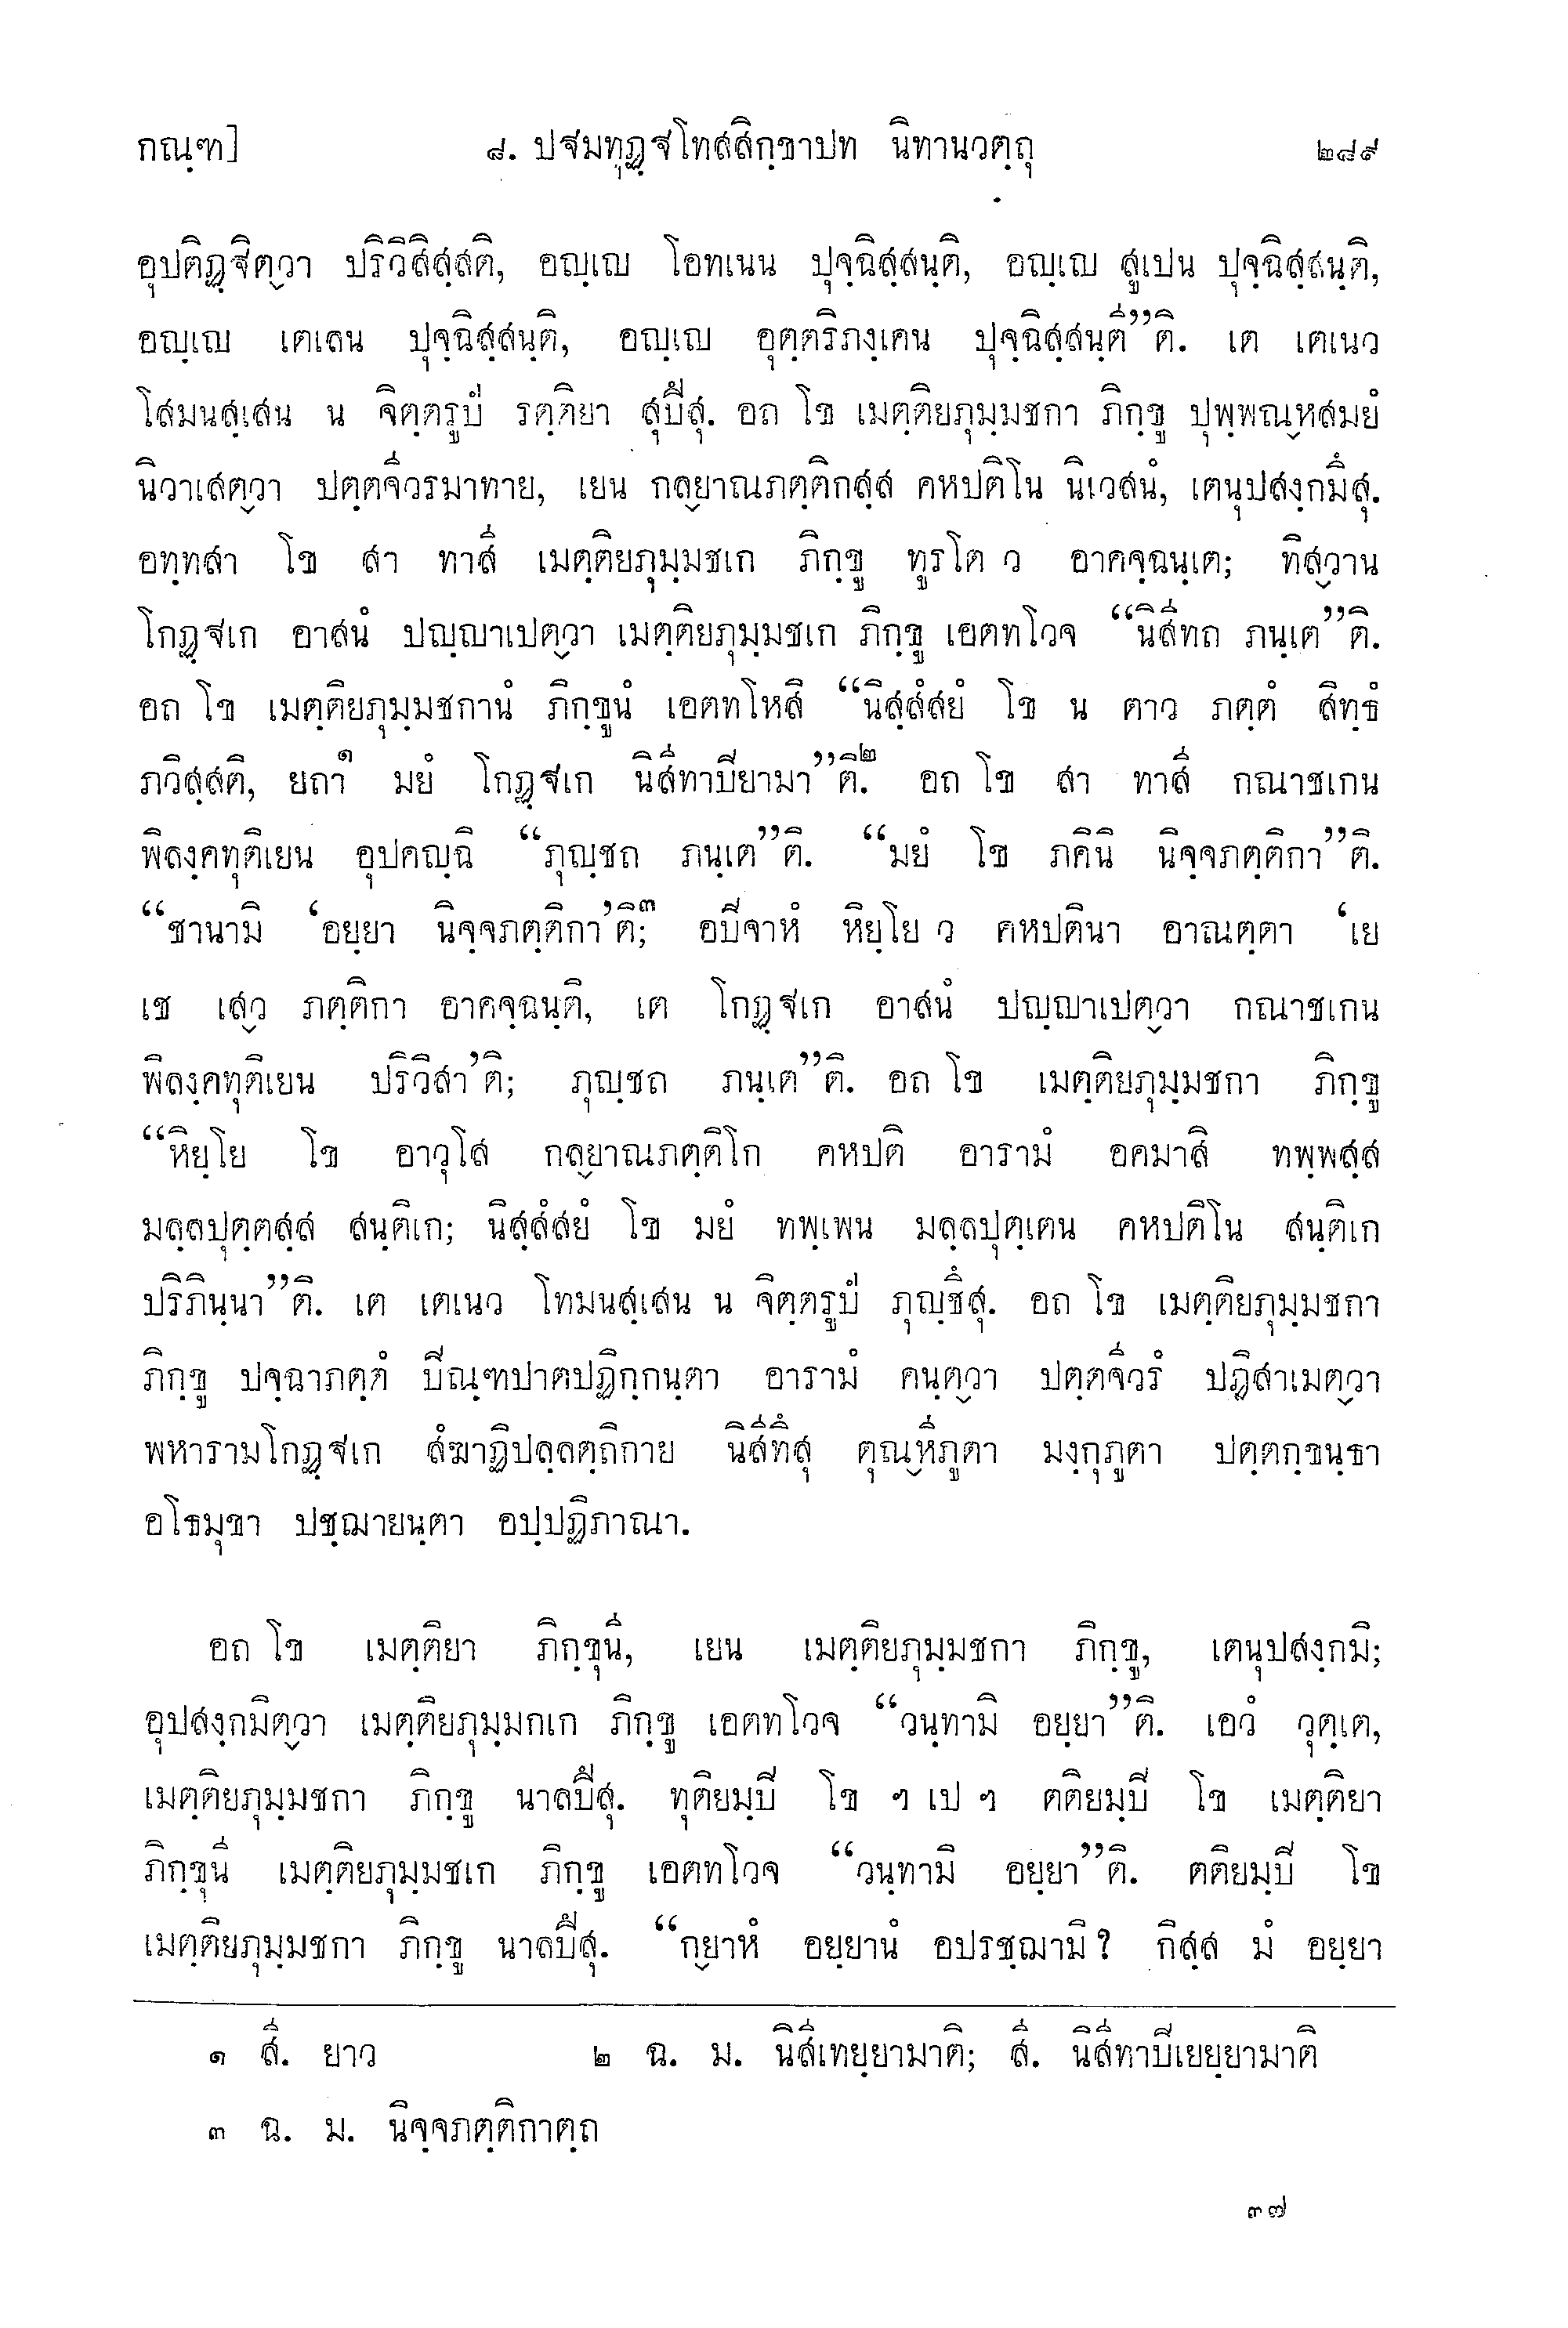 กณฺฑ] ๘. ปฐมทุฏฺฐโทสสิกฺขาปท นิทานวตฺถุ ๒๘๙
อุปติฏฺฐิตฺวา ปริวิสิสฺสติ, อญฺเญ โอทเนน ปุจฺฉิสฺสนฺติ, อญฺเญ สูเปน ปุจฺฉิสฺสนฺติ,
อญฺเญ เตเลน ปุจฺฉิสฺสนฺติ, อญฺเญ อุตฺตริภงฺเคน ปุจฺฉิสฺสนฺตี”ติ. เต เตเนว
โสมนสฺเสน น จิตฺตรูปํ รตฺติยา สุปึสุ. อถ โข เมตฺติยภุมฺมชกา ภิกฺขู ปุพฺพณฺหสมยํ
นิวาเสตฺวา ปตฺตจีวรมาทาย, เยน กลฺยาณภตฺติกสฺส คหปติโน นิเวสนํ, เตนุปสงฺกมึสุ.
อทฺทสา โข สา ทาสี เมตฺติยภุมฺมชเก ภิกฺขู ทูรโต ว อาคจฺฉนฺเต; ทิสฺวาน
โกฏฺฐเก อาสนํ ปญฺญาเปตฺวา เมตฺติยภุมฺมชเก ภิกฺขู เอตทโวจ “นิสีทถ ภนฺเต”ติ.
อถ โข เมตฺติยภุมฺมชกานํ ภิกฺขูนํ เอตทโหสิ “นิสฺสํสยํ โข น ตาว ภตฺตํ สิทฺธํ
ภวิสฺสติ, ยถา๑ มยํ โกฏฺฐเก นิสีทาปิยามา”ติ.๒ อถ โข สา ทาสี กณาชเกน
พิลงฺคทุติเยน อุปคญฺฉิ “ภุญฺชถ ภนฺเต”ติ. “มยํ โข ภคินิ นิจฺจภตฺติกา”ติ.
“ชานามิ ‘อยฺยา นิจฺจภตฺติกา’ติ;๓ อปิจาหํ หิยฺโย ว คหปตินา อาณตฺตา ‘เย
เช เสฺว ภตฺติกา อาคจฺฉนฺติ, เต โกฏฺฐเก อาสนํ ปญฺญาเปตฺวา กณาชเกน
พิลงฺคทุติเยน ปริวิสา’ติ; ภุญฺชถ ภนฺเต”ติ. อถ โข เมตฺติยภุมฺมชกา ภิกฺขู
“หิยฺโย โข อาวุโส กลฺยาณภตฺติโก คหปติ อารามํ อคมาสิ ทพฺพสฺส
มลฺลปุตฺตสฺส สนฺติเก; นิสฺสํสยํ โข มยํ ทพฺเพน มลฺลปุตฺเตน คหปติโน สนฺติเก
ปริภินฺนา”ติ. เต เตเนว โทมนสฺเสน น จิตฺตรูปํ ภุญฺชึสุ. อถ โข เมตฺติยภุมฺมชกา
ภิกฺขู ปจฺฉาภตฺตํ ปิณฺฑปาตปฏิกฺกนฺตา อารามํ คนฺตฺวา ปตฺตจีวรํ ปฏิสาเมตฺวา
พหารามโกฏฺฐเก สํฆาฏิปลฺลตฺถิกาย นิสีทึสุ ตุณฺหีภูตา มงฺกุภูตา ปตฺตกฺขนฺธา
อโธมุขา ปชฺฌายนฺตา อปฺปฏิภาณา.
อถ โข เมตฺติยา ภิกฺขุนี, เยน เมตฺติยภุมฺมชกา ภิกฺขู, เตนุปสงฺกมิ;
อุปสงฺกมิตฺวา เมตฺติยภุมฺมกเก ภิกฺขู เอตทโวจ “วนฺทามิ อยฺยา”ติ. เอวํ วุตฺเต,
เมตฺติยภุมฺมชกา ภิกฺขู นาลปึสุ. ทุติยมฺปิ โข ฯ เป ฯ ตติยมฺปิ โข เมตฺติยา
ภิกฺขุนี เมตฺติยภุมฺมชเก ภิกฺขู เอตทโวจ “วนฺทามิ อยฺยา”ติ. ตติยมฺปิ โข
เมตฺติยภุมฺมชกา ภิกฺขู นาลปึสุ. “กฺยาหํ อยฺยานํ อปรชฺฌามิ? กิสฺส มํ อยฺยา
๑ สี. ยาว ๒ ฉ. ม. นิสีเทยฺยามาติ; สี. นิสีทาปิเยยฺยามาติ
๓ ฉ. ม. นิจฺจภตฺติกาตฺถ
๓๗